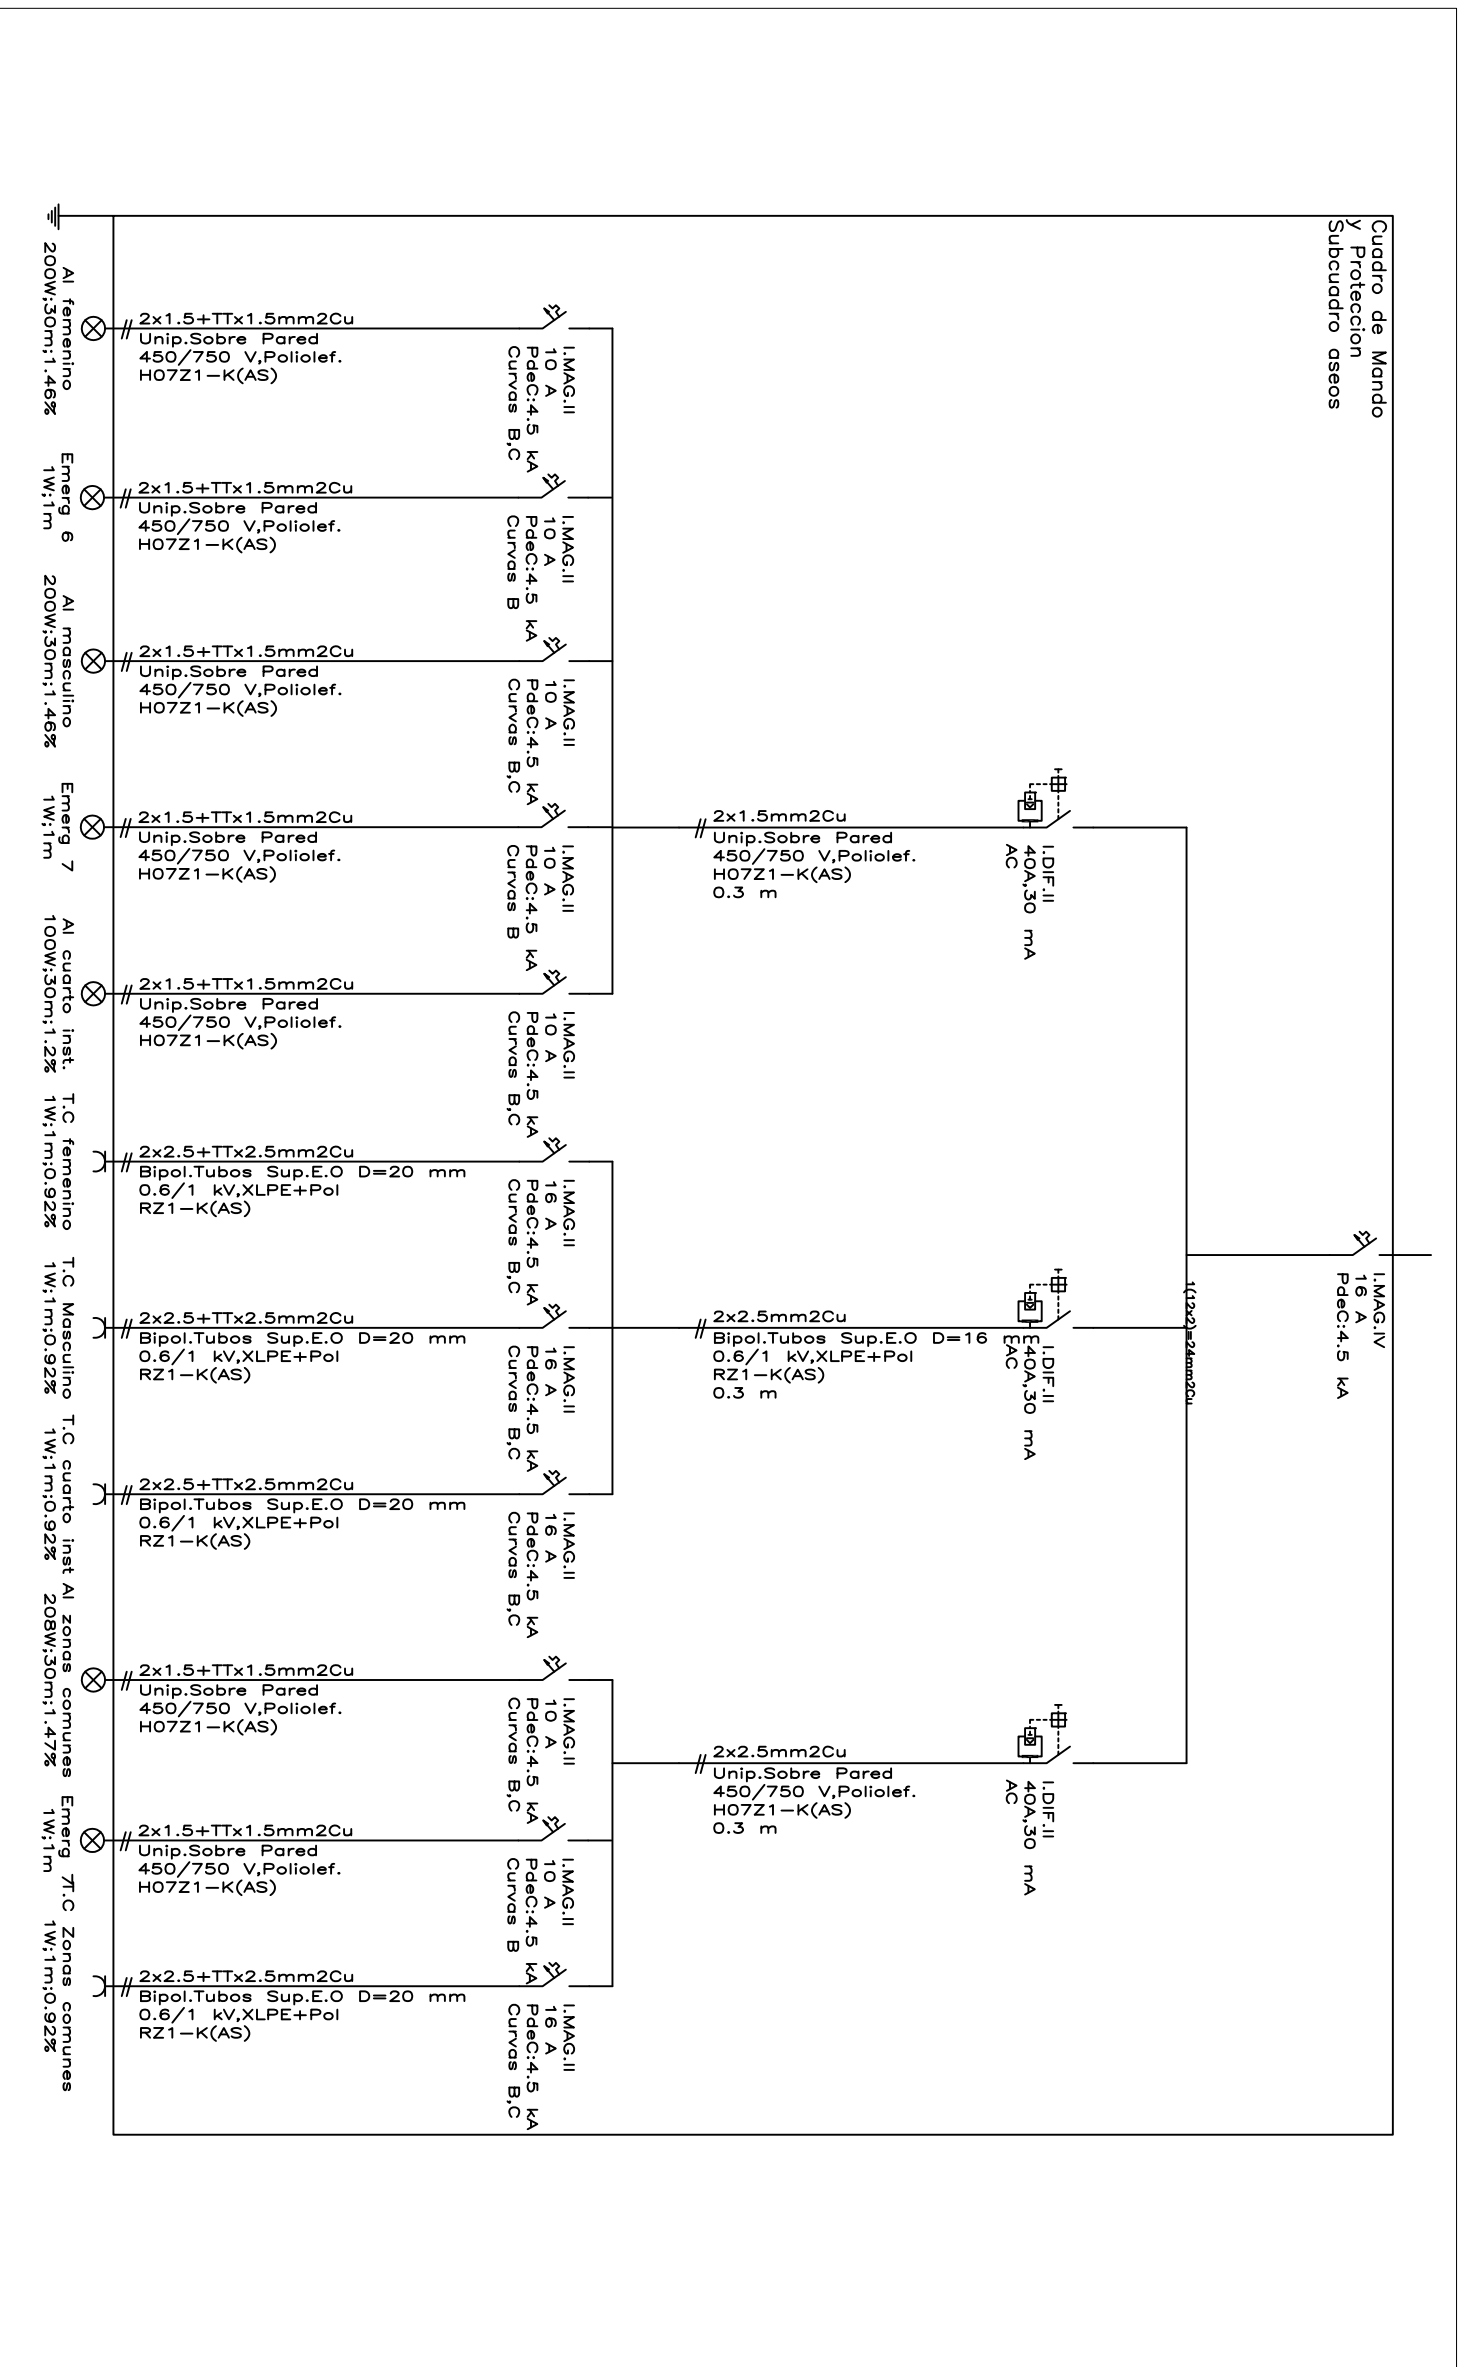 Cuadro de Mando
y Proteccion
Subcuadro aseos
I.MAG.IV
16 A
PdeC:4.5 kA
1(12x2)=24mm2Cu
I.DIF.II
40A,30 mA
AC
2x1.5mm2Cu
Unip.Sobre Pared
450/750 V,Poliolef.
H07Z1-K(AS)
0.3 m
I.DIF.II
40A,30 mA
AC
2x2.5mm2Cu
Bipol.Tubos Sup.E.O D=16
0.6/1 kV,XLPE+Pol
RZ1-K(AS)
0.3 m
I.DIF.II
40A,30 mA
AC
2x2.5mm2Cu
Unip.Sobre Pared
450/750 V,Poliolef.
H07Z1-K(AS)
0.3 m
I.MAG.II
10 A
PdeC:4.5 kA
Curvas B,C
2x1.5+TTx1.5mm2Cu
Unip.Sobre Pared
450/750 V,Poliolef.
H07Z1-K(AS)
Al femenino
200W;30m;1.46%
I.MAG.II
10 A
PdeC:4.5 kA
Curvas B
2x1.5+TTx1.5mm2Cu
Unip.Sobre Pared
450/750 V,Poliolef.
H07Z1-K(AS)
Emerg 6
1W;1m
I.MAG.II
10 A
PdeC:4.5 kA
Curvas B,C
2x1.5+TTx1.5mm2Cu
Unip.Sobre Pared
450/750 V,Poliolef.
H07Z1-K(AS)
Al masculino
200W;30m;1.46%
I.MAG.II
10 A
PdeC:4.5 kA
Curvas B
2x1.5+TTx1.5mm2Cu
Unip.Sobre Pared
450/750 V,Poliolef.
H07Z1-K(AS)
Emerg 7
1W;1m
I.MAG.II
10 A
PdeC:4.5 kA
Curvas B,C
2x1.5+TTx1.5mm2Cu
Unip.Sobre Pared
450/750 V,Poliolef.
H07Z1-K(AS)
Al cuarto inst.
100W;30m;1.2%
I.MAG.II
16 A
PdeC:4.5 kA
Curvas B,C
2x2.5+TTx2.5mm2Cu
Bipol.Tubos Sup.E.O D=20 mm
0.6/1 kV,XLPE+Pol
RZ1-K(AS)
T.C femenino
1W;1m;0.92%
I.MAG.II
16 A
PdeC:4.5 kA
Curvas B,C
2x2.5+TTx2.5mm2Cu
Bipol.Tubos Sup.E.O D=20 mm
0.6/1 kV,XLPE+Pol
RZ1-K(AS)
T.C Masculino
1W;1m;0.92%
I.MAG.II
16 A
PdeC:4.5 kA
Curvas B,C
2x2.5+TTx2.5mm2Cu
Bipol.Tubos Sup.E.O D=20 mm
0.6/1 kV,XLPE+Pol
RZ1-K(AS)
T.C cuarto inst
1W;1m;0.92%
I.MAG.II
10 A
PdeC:4.5 kA
Curvas B,C
2x1.5+TTx1.5mm2Cu
Unip.Sobre Pared
450/750 V,Poliolef.
H07Z1-K(AS)
Al zonas comunes
208W;30m;1.47%
I.MAG.II
10 A
PdeC:4.5 kA
Curvas B
2x1.5+TTx1.5mm2Cu
Unip.Sobre Pared
450/750 V,Poliolef.
H07Z1-K(AS)
Emerg 7
1W;1m
I.MAG.II
16 A
PdeC:4.5 kA
Curvas B,C
2x2.5+TTx2.5mm2Cu
Bipol.Tubos Sup.E.O D=20 mm
0.6/1 kV,XLPE+Pol
RZ1-K(AS)
T.C Zonas comunes
1W;1m;0.92%